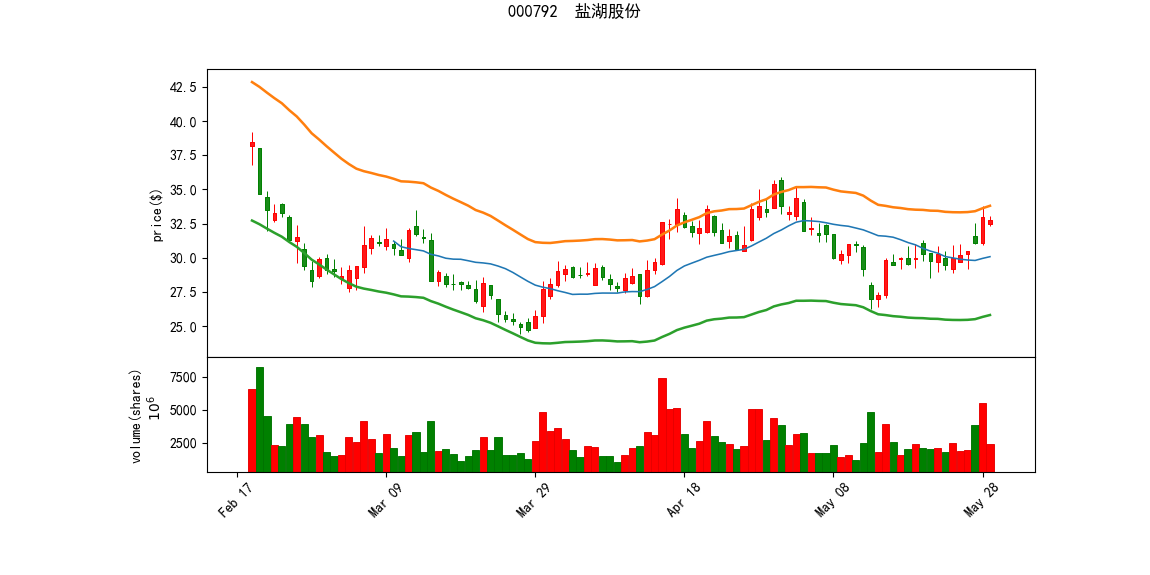 000792 盐湖股份
price($)
42.5
40.0
37.5
35.0
32.5
30.0
27.5
25.0
volume(shares)
10^6
7500
5000
2500
Feb 17
Mar 09
Mar 29
Apr 18
May 08
May 28